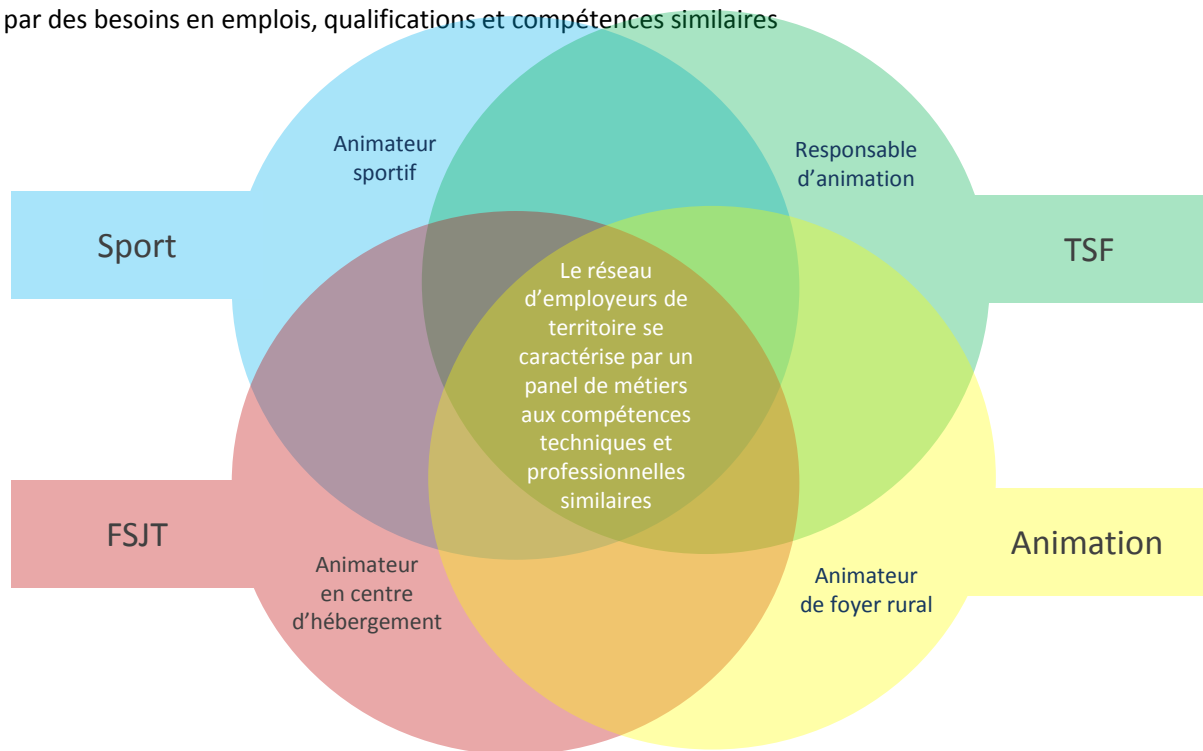 par des besoins en emplois, qualifications et compétences similaires
Animateur
sportif
Responsable
d’animation
Sport
TSF
Le réseau
d’employeurs de
territoire se
caractérise par un
panel de métiers
aux compétences
techniques et
professionnelles
similaires
FSJT
Animation
Animateur
en centre
d’hébergement
Animateur
de foyer rural